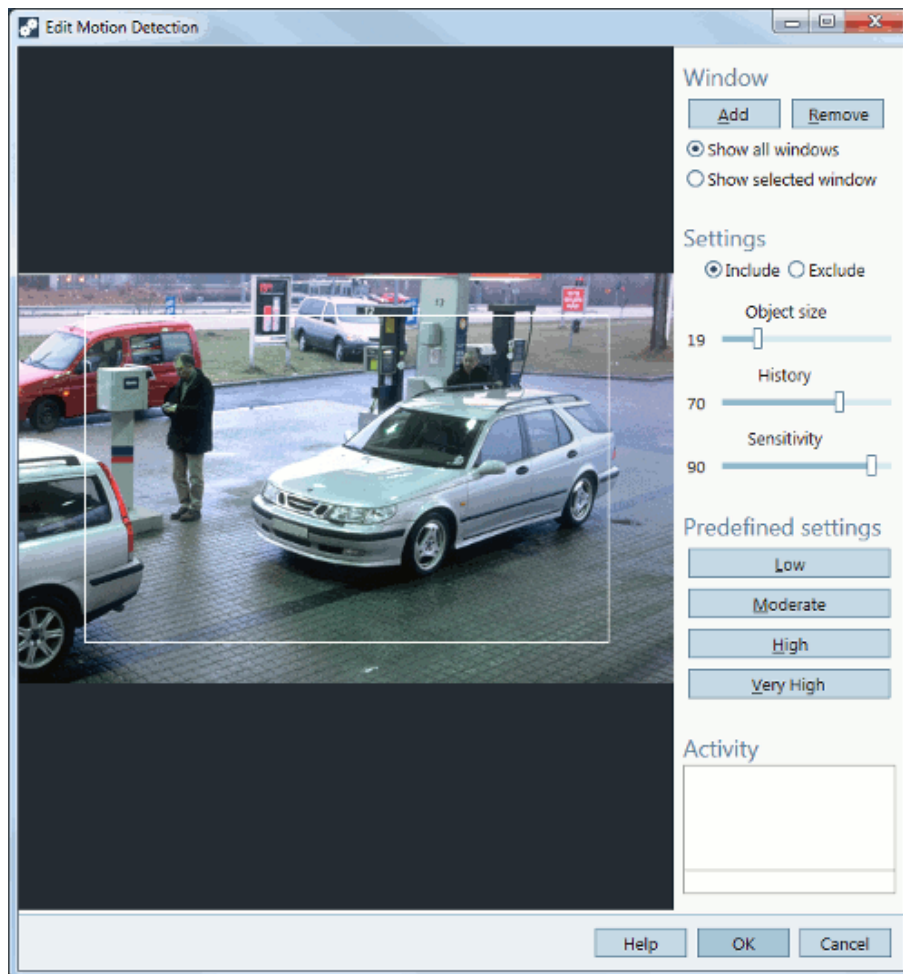 Edit Motion Detection
Window
Add Remove
Show all windows
Show selected window
Settings
Include Exclude
Object size
19
History
70
Sensitivity
90
Predefined settings
Low
Moderate
High
Very High
Activity
Help OK Cancel